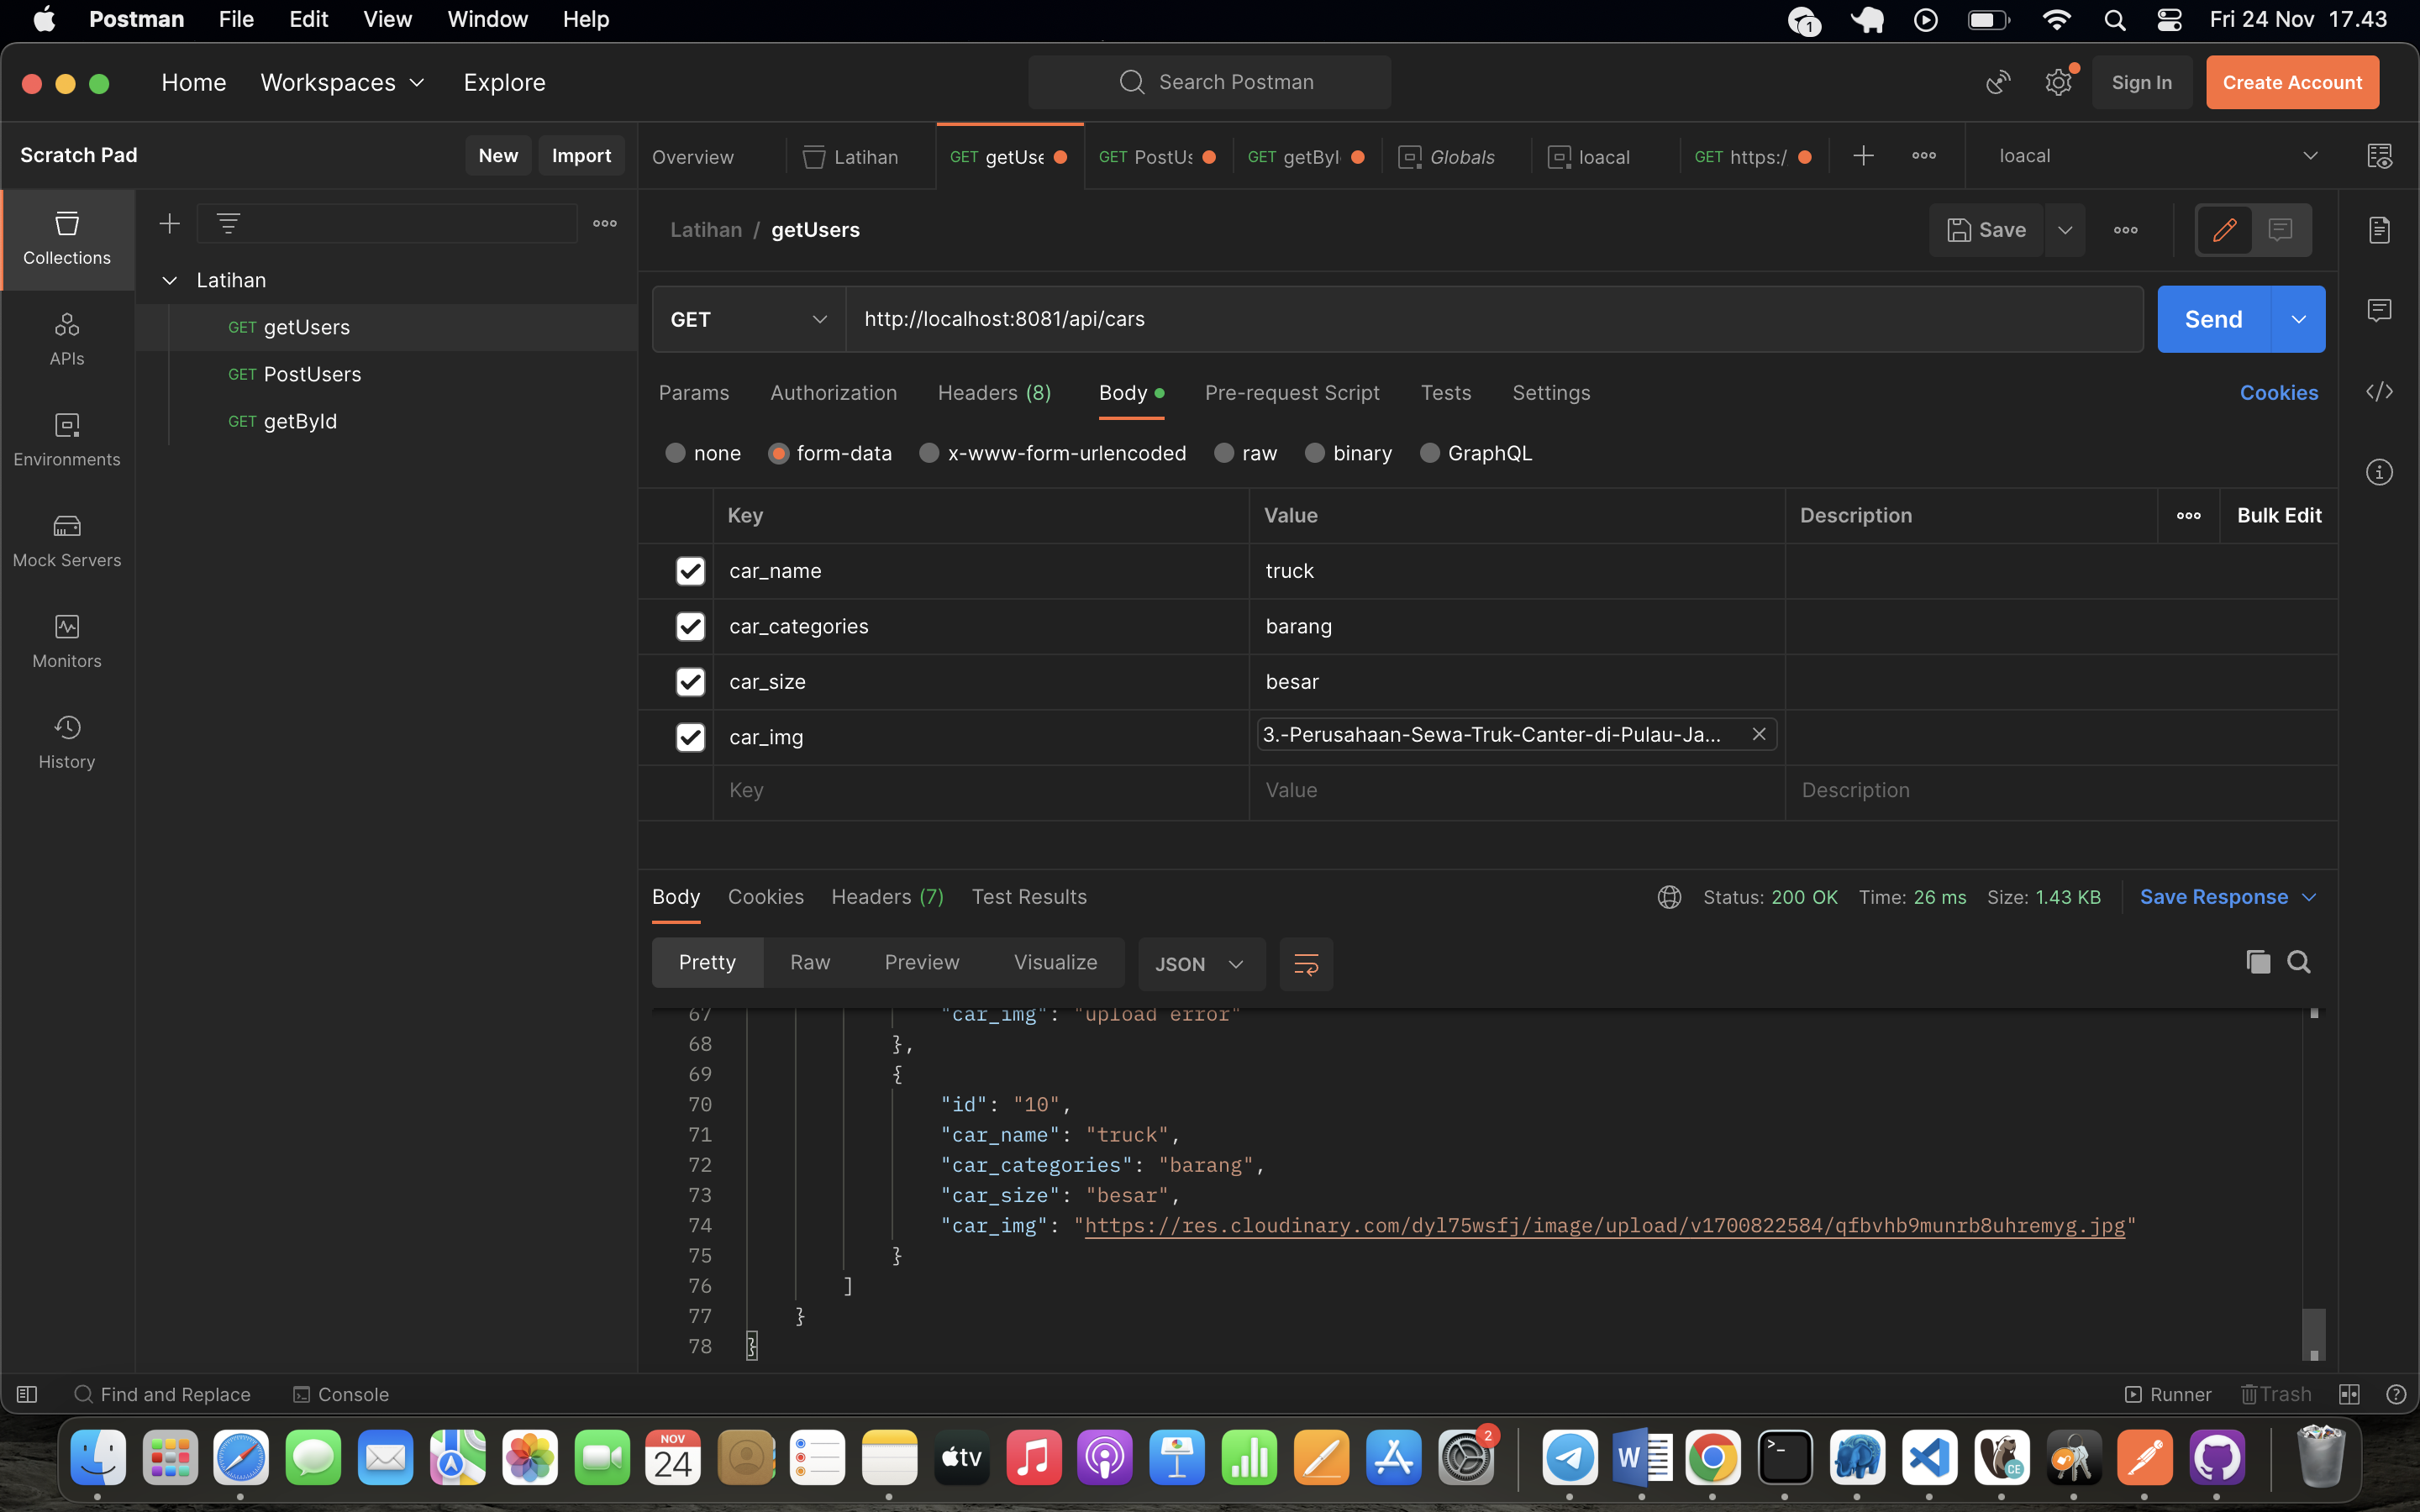 Postman File Edit View Window Help
1
Fri 24 Nov 17.43
Home Workspaces Explore
Search Postman
Sign In
Create Account
Scratch Pad
New
Import
Overview
Latihan
GET getUse
GET PostUs
GET getByI
Globals
loacal
GET https:/
loacal
Collections
APIs
Environments
Mock Servers
Monitors
History
Latihan
GET getUsers
GET PostUsers
GET getById
Latihan / getUsers
Save
GET
http://localhost:8081/api/cars
Send
Params Authorization Headers (8) Body Pre-request Script Tests Settings
Cookies
none form-data x-www-form-urlencoded raw binary GraphQL
Key Value Description Bulk Edit
car_name truck
car_categories barang
car_size besar
car_img 3.-Perusahaan-Sewa-Truk-Canter-di-Pulau-Ja...
Key Value Description
Body Cookies Headers (7) Test Results
Status: 200 OK Time: 26 ms Size: 1.43 KB Save Response
Pretty Raw Preview Visualize JSON
67 "car_img": "upload error"
68 },
69 {
70 "id": "10",
71 "car_name": "truck",
72 "car_categories": "barang",
73 "car_size": "besar",
74 "car_img": "https://res.cloudinary.com/dyl75wsfj/image/upload/v1700822584/qfbvhb9munrb8uhremyg.jpg"
75 }
76 ]
77 }
78 }
Find and Replace Console
Runner Trash
NOV
24
tv
2
W
>_
CE